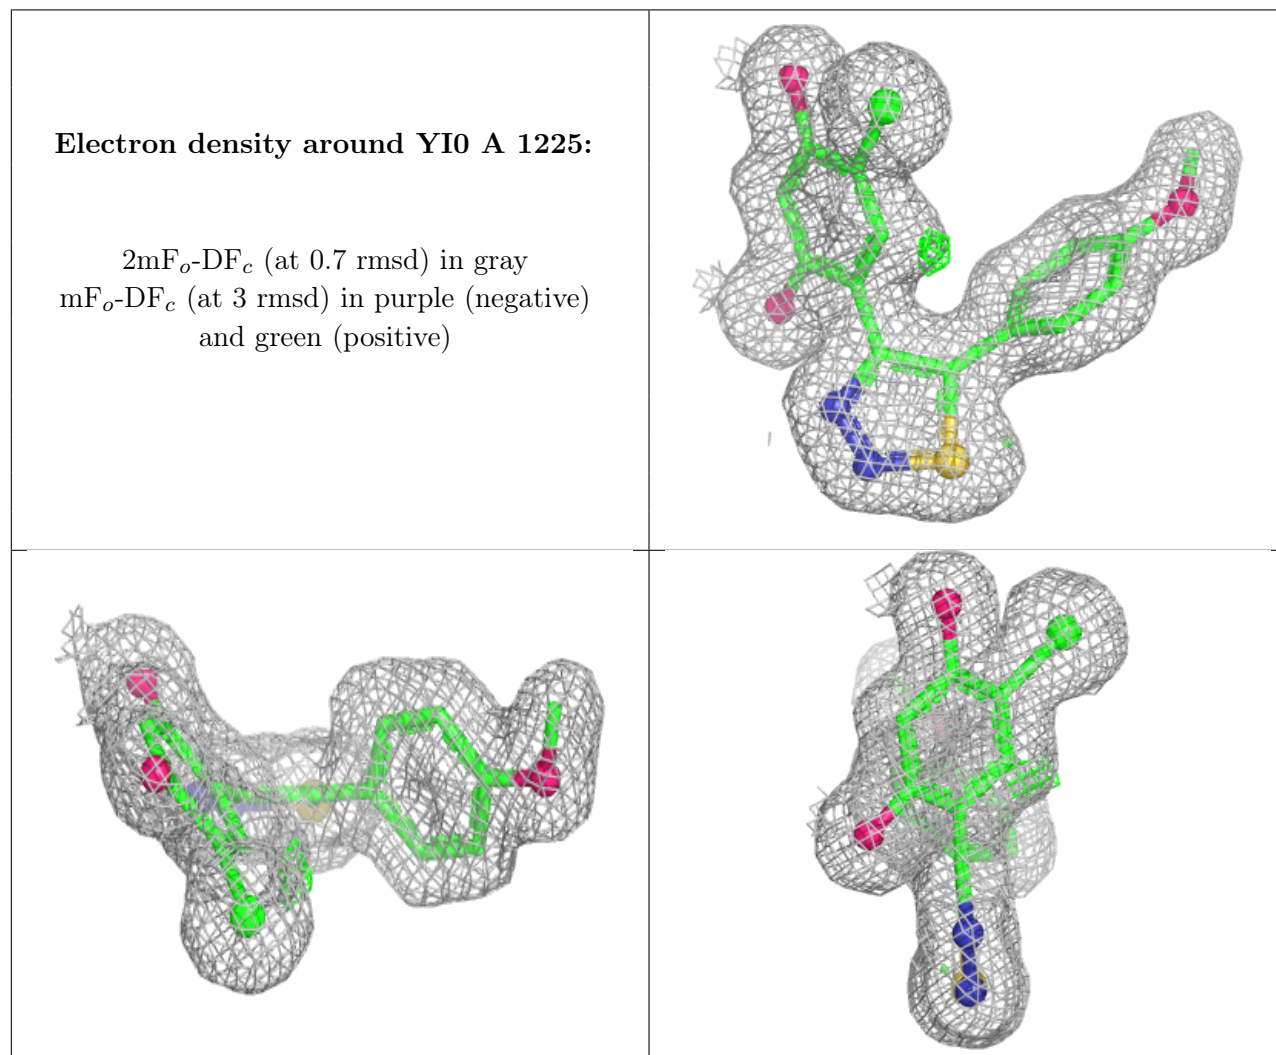 Electron density around YI0 A 1225:
2mFo-DFc (at 0.7 rmsd) in gray
mFo-DFc (at 3 rmsd) in purple (negative)
and green (positive)